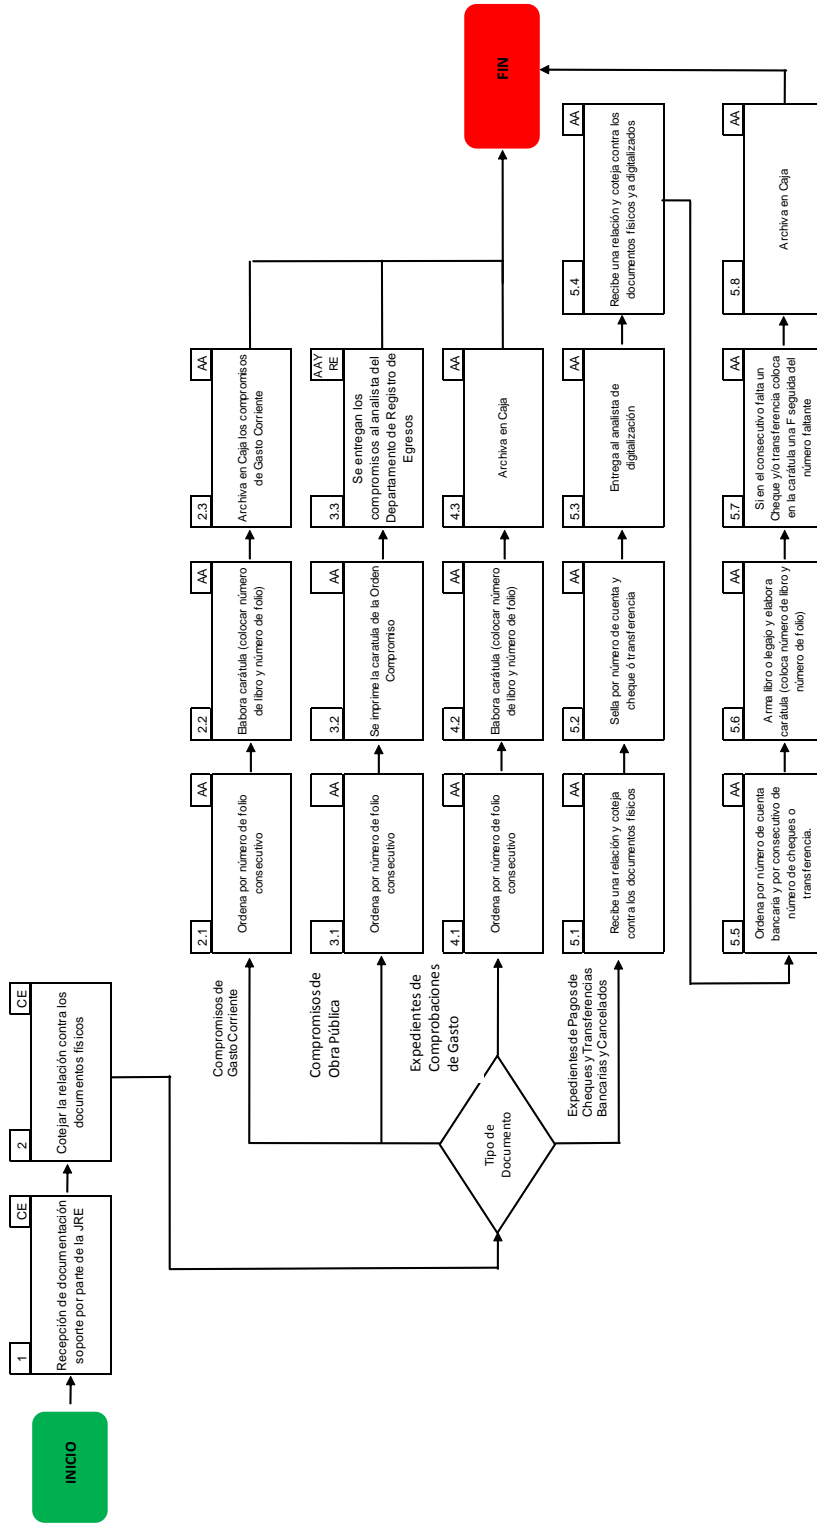 INICIO
1
CE
Recepción de documentación
soporte por parte de la JRE
2
CE
Cotejar la relación contra los
documentos físicos
Tipo de
Documento
Compromisos de
Gasto Corriente
2.1
AA
Ordena por número de folio
consecutivo
2.2
AA
Elabora carátula (colocar número
de libro y número de folio)
2.3
AA
Archiva en Caja los compromisos
de Gasto Corriente
Compromisos de
Obra Pública
3.1
AA
Ordena por número de folio
consecutivo
3.2
AA
Se imprime la caratula de la Orden
Compromiso
3.3
AA Y
RE
Se entregan los
compromisos al analista del
Departamento de Registro de
Egresos
Expedientes de
Comprobaciones
de Gasto
4.1
AA
Ordena por número de folio
consecutivo
4.2
AA
Elabora carátula (colocar número
de libro y número de folio)
4.3
AA
Archiva en Caja
Expedientes de Pagos de
Cheques y Transferencias
Bancarias y Cancelados
5.1
AA
Recibe una relación y coteja
contra los documentos físicos
5.2
AA
Sella por número de cuenta y
cheque ó transferencia
5.3
AA
Entrega al analista de
digitalización
5.4
AA
Recibe una relación y coteja contra los
documentos físicos ya digitalizados
5.5
AA
Ordena por número de cuenta
bancaria y por consecutivo de
número de cheques o
transferencia.
5.6
AA
Arma libro o legajo y elabora
carátula (coloca número de libro y
número de folio)
5.7
AA
Si en el consecutivo falta un
Cheque y/o transferencia coloca
en la carátula una F seguida del
número faltante
5.8
AA
Archiva en Caja
FIN